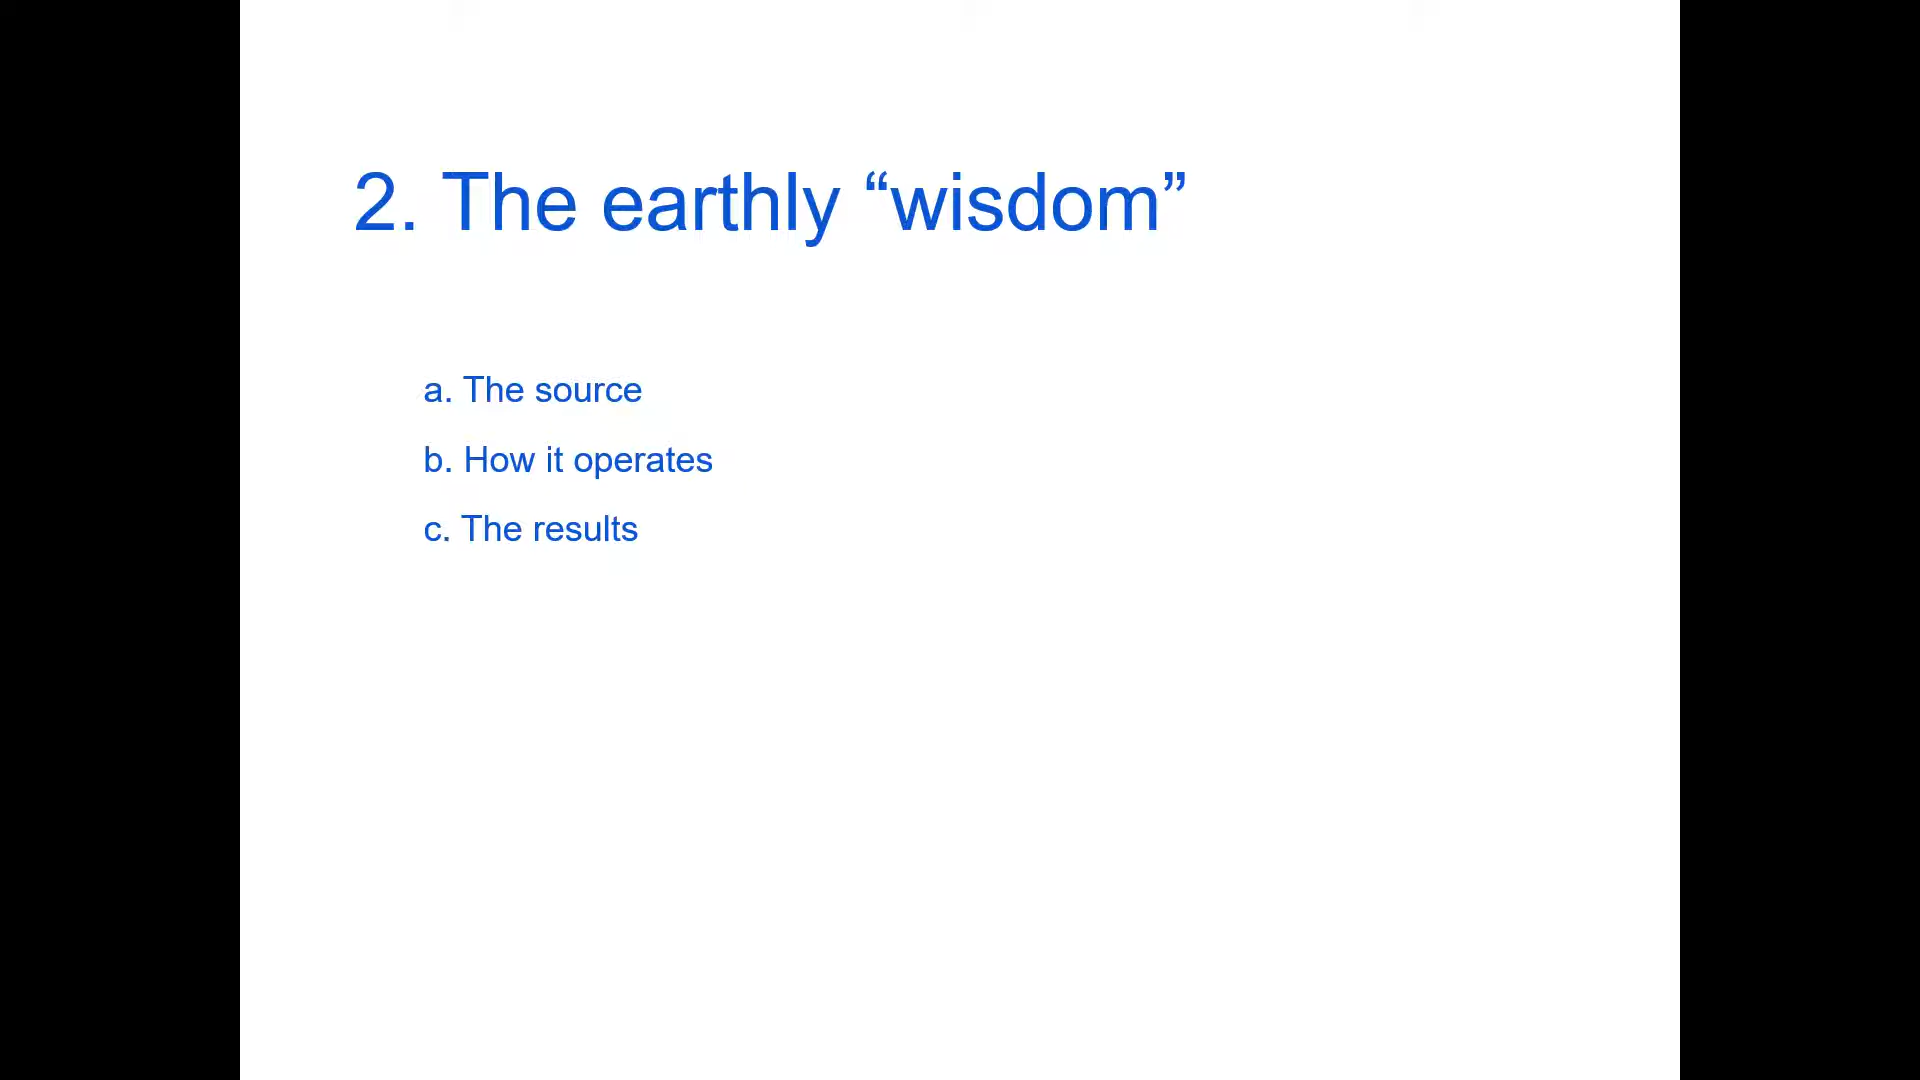 2. The earthly “wisdom”
a. The source
b. How it operates
c. The results